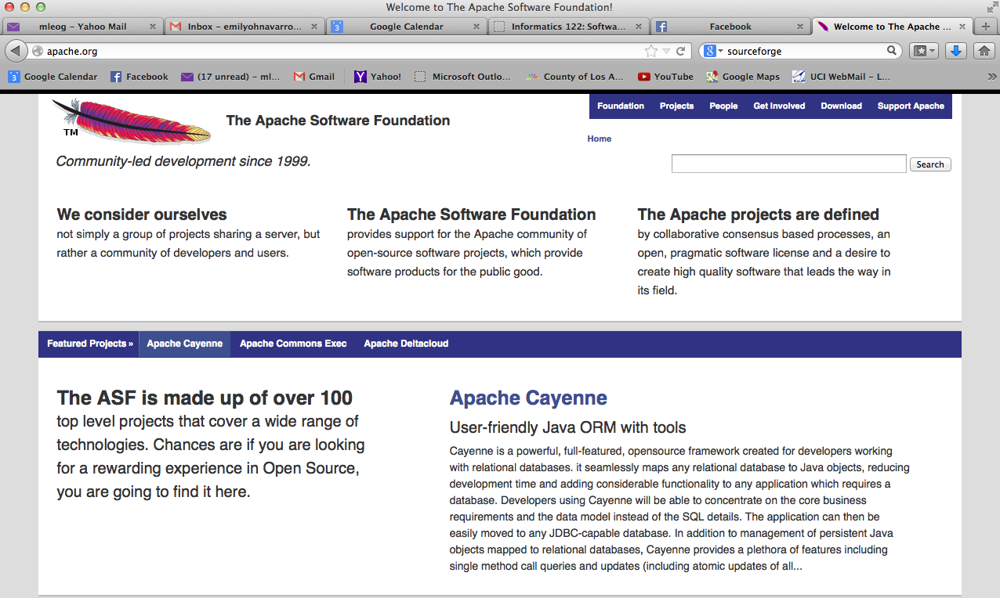 Welcome to The Apache Software Foundation!
mleog – Yahoo Mail
Inbox – emilyohnavarro...
Google Calendar
Informatics 122: Softwa...
Facebook
Welcome to The Apache ...
apache.org
sourceforge
Google Calendar
Facebook
(17 unread) – ml...
Gmail
Yahoo!
Microsoft Outlo...
County of Los A...
YouTube
Google Maps
UCI WebMail – L...
TM
The Apache Software Foundation
Foundation Projects People Get Involved Download Support Apache
Home
Community-led development since 1999.
Search
We consider ourselves
not simply a group of projects sharing a server, but
rather a community of developers and users.
The Apache Software Foundation
provides support for the Apache community of
open-source software projects, which provide
software products for the public good.
The Apache projects are defined
by collaborative consensus based processes, an
open, pragmatic software license and a desire to
create high quality software that leads the way in
its field.
Featured Projects » Apache Cayenne Apache Commons Exec Apache Deltacloud
The ASF is made up of over 100
top level projects that cover a wide range of
technologies. Chances are if you are looking
for a rewarding experience in Open Source,
you are going to find it here.
Apache Cayenne
User-friendly Java ORM with tools
Cayenne is a powerful, full-featured, opensource framework created for developers working
with relational databases. it seamlessly maps any relational database to Java objects, reducing
development time and adding considerable functionality to any application which requires a
database. Developers using Cayenne will be able to concentrate on the core business
requirements and the data model instead of the SQL details. The application can then be
easily moved to any JDBC-capable database. In addition to management of persistent Java
objects mapped to relational databases, Cayenne provides a plethora of features including
single method call queries and updates (including atomic updates of all...